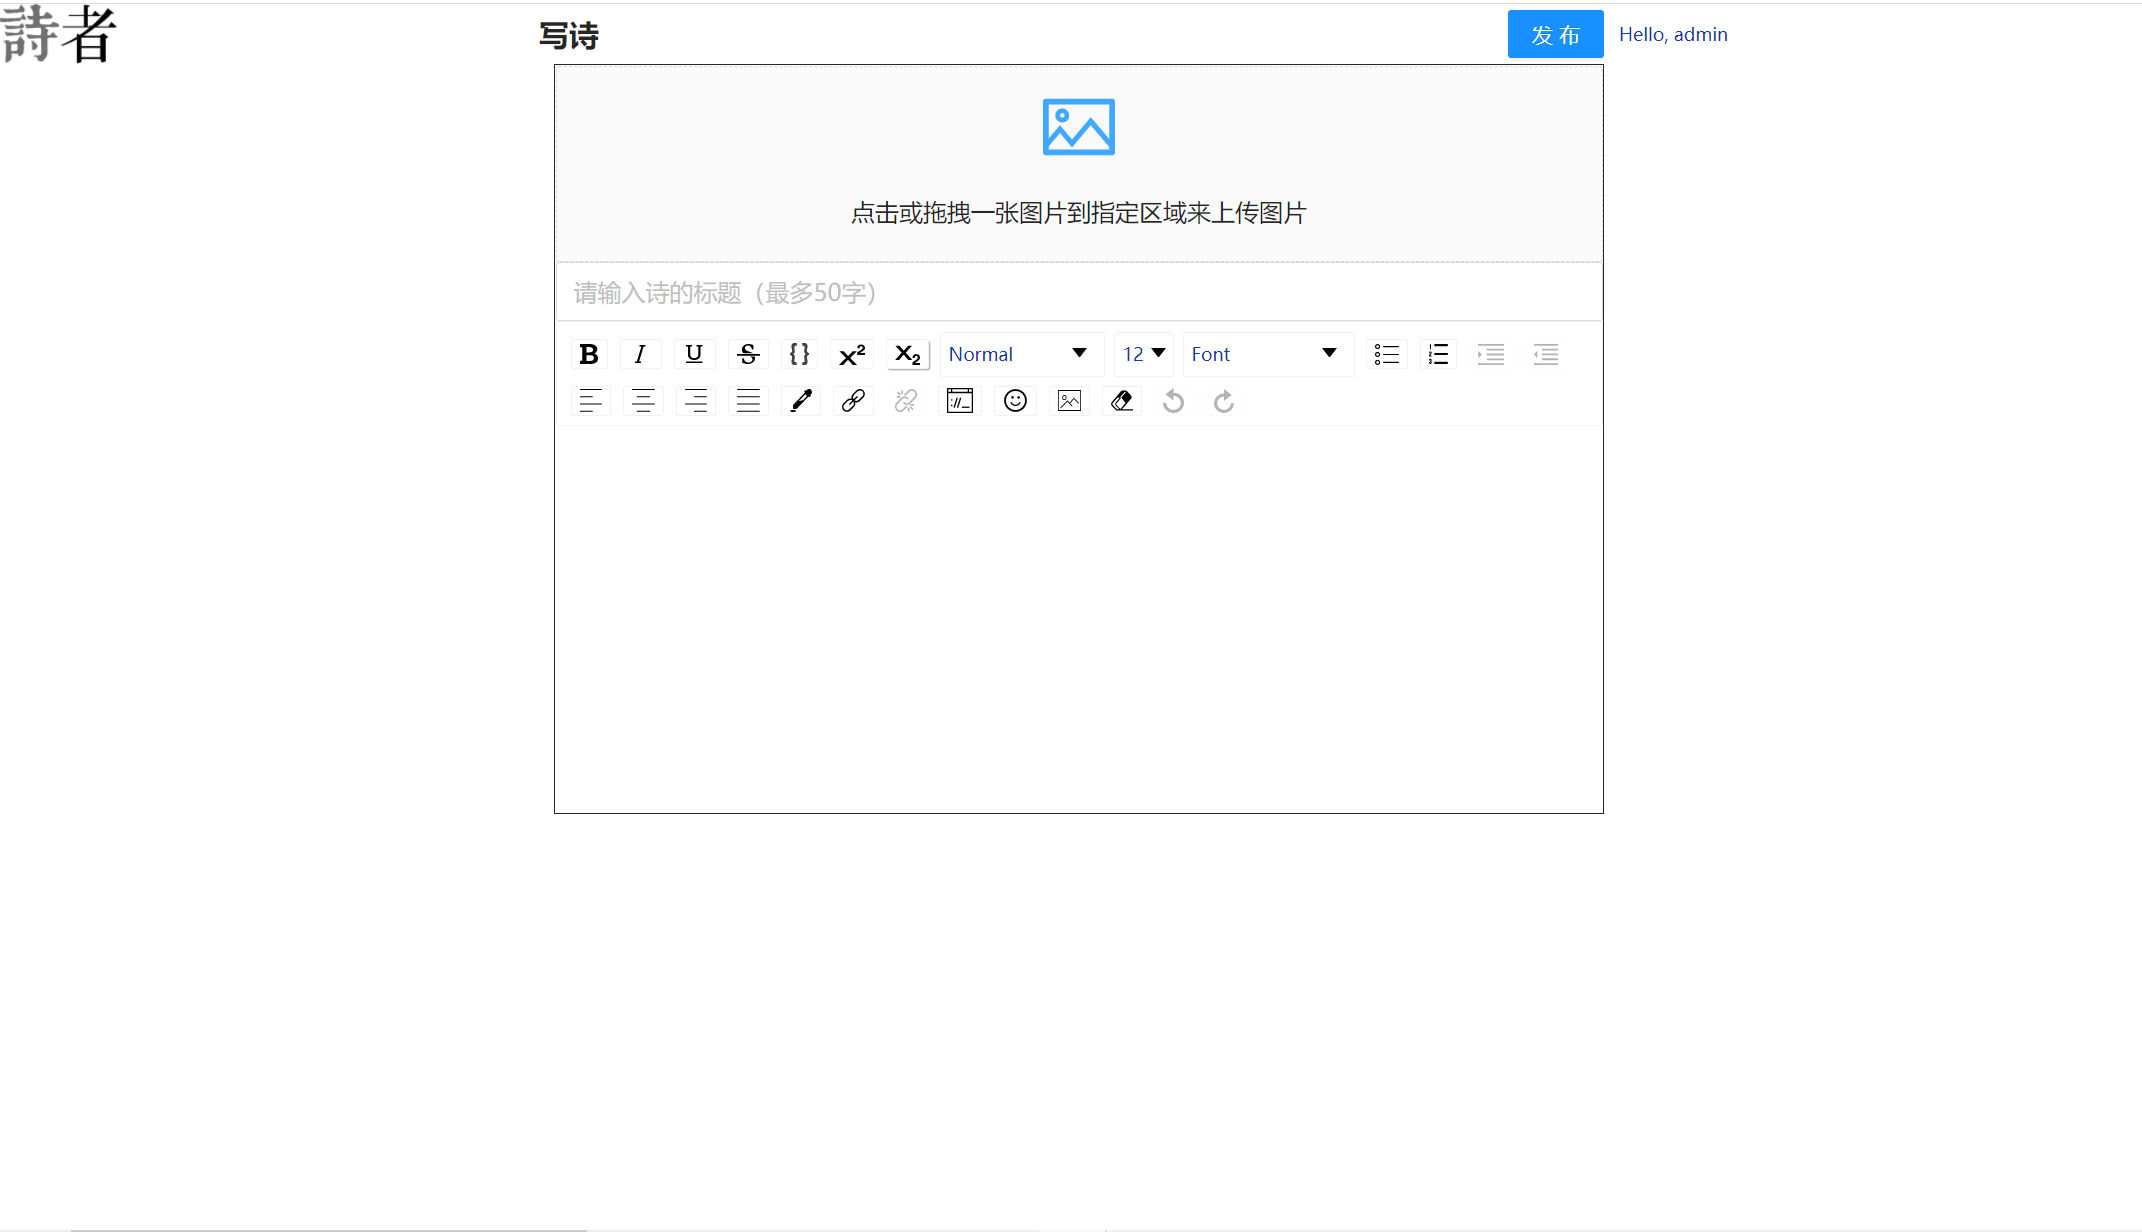 詩者
写诗
发 布
Hello, admin
点击或拖拽一张图片到指定区域来上传图片
请输入诗的标题（最多50字）
Normal
12
Font